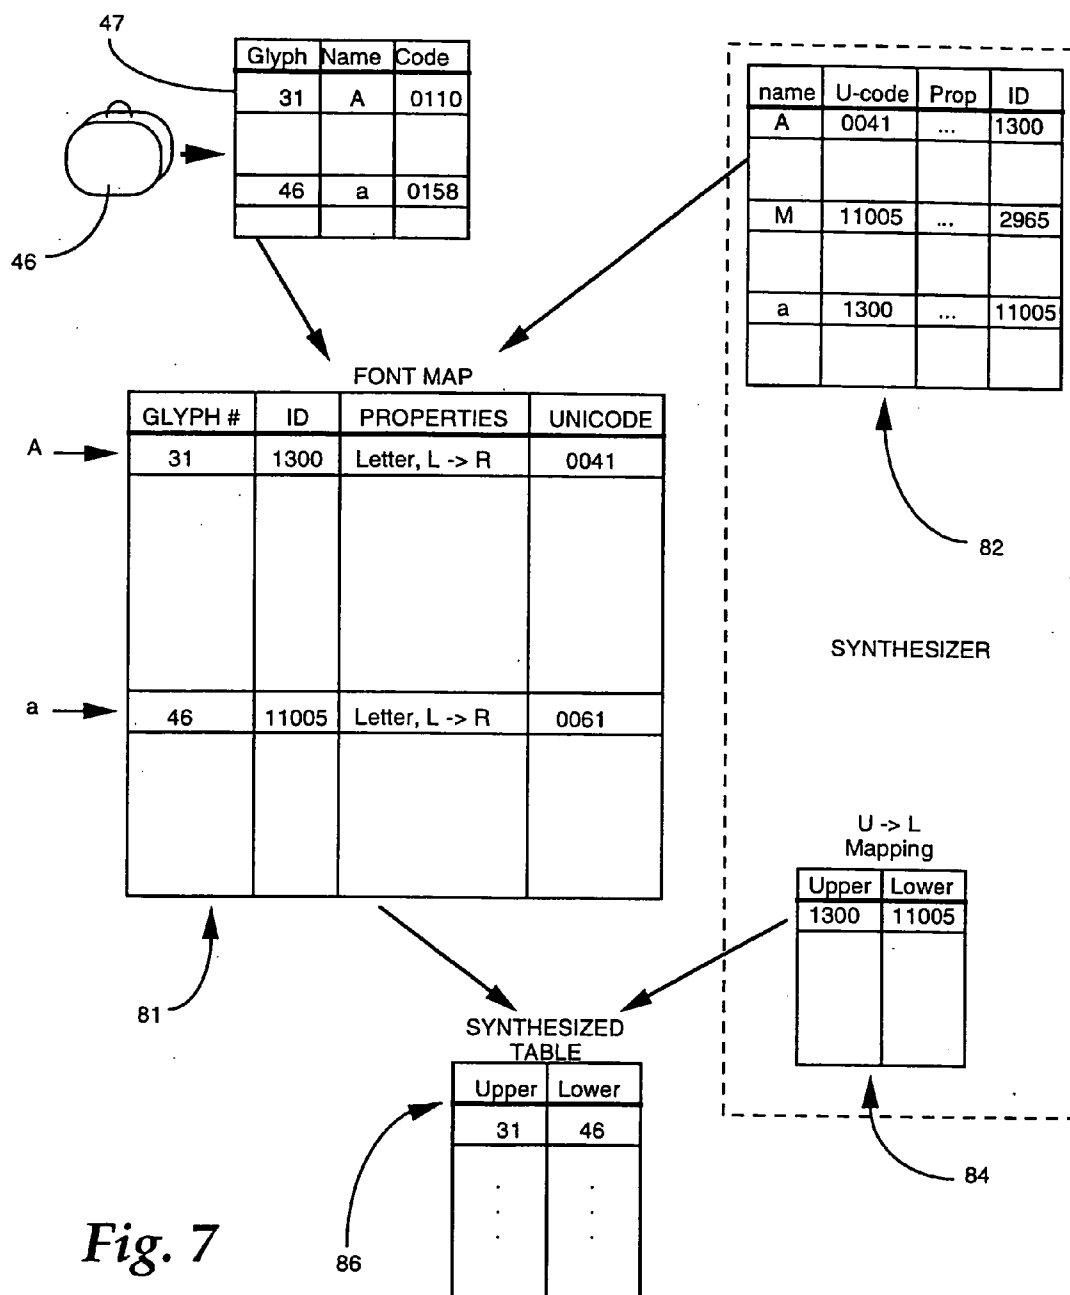 47
Glyph Name Code
31 A 0110
46 a 0158
46
name U-code Prop ID
A 0041 ... 1300
M 11005 ... 2965
a 1300 ... 11005
82
SYNTHESIZER
FONT MAP
GLYPH # ID PROPERTIES UNICODE
A
31 1300 Letter, L -> R 0041
a
46 11005 Letter, L -> R 0061
81
U -> L
Mapping
Upper Lower
1300 11005
84
SYNTHESIZED
TABLE
Upper Lower
31 46
. .
. .
. .
86
Fig. 7